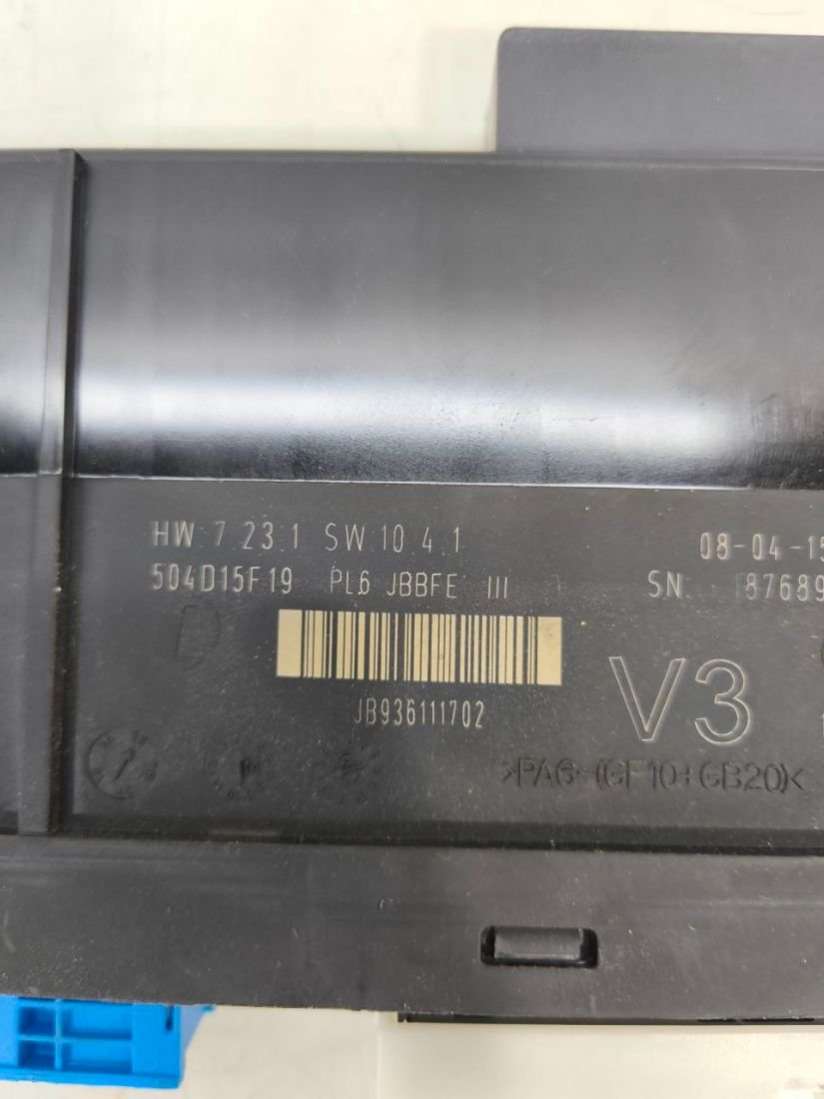 HW 7.23.1 SW 10.4.1 08-04-15
504D15F19 PL6 JBBFE III SN. 87689
JB936111702
V3
>PA6-(GF10+GB20)<